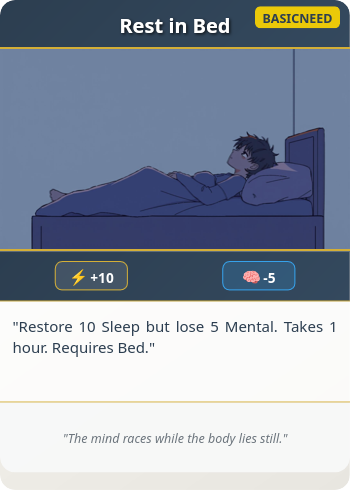 Rest in Bed
BASICNEED
⚡ +10
🧠 -5
"Restore 10 Sleep but lose 5 Mental. Takes 1
hour. Requires Bed."
"The mind races while the body lies still."